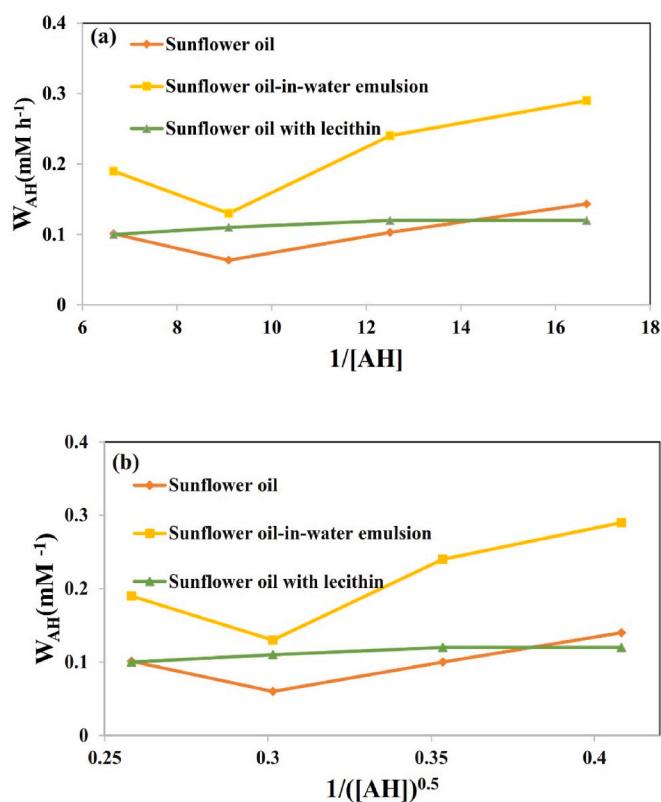 (a)
Sunflower oil
Sunflower oil-in-water emulsion
Sunflower oil with lecithin
W_AH(mM h⁻¹)
0.4
0.3
0.2
0.1
0
6 8 10 12 14 16 18
1/[AH]
(b)
Sunflower oil
Sunflower oil-in-water emulsion
Sunflower oil with lecithin
W_AH(mM ⁻¹)
0.4
0.3
0.2
0.1
0
0.25 0.3 0.35 0.4
1/([AH])⁰·⁵